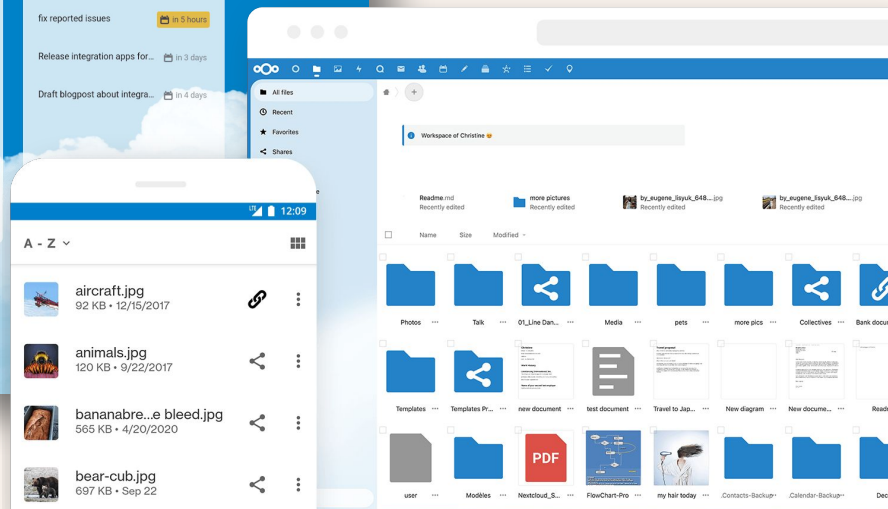 fix reported issues
in 5 hours
Release integration apps for...
in 3 days
Draft blogpost about integra...
in 4 days
All files
Recent
Favorites
Shares
Workspace of Christine
Readme.md
Recently edited
more pictures
Recently edited
by_eugene_lisyuk_648....jpg
Recently edited
by_eugene_lisyuk_648....jpg
Recently edited
Name Size Modified
Photos ... Talk ... 01_Line Dan... ... Media ... pets ... more pics ... Collectives ... Bank docum
Templates ... Templates Pr... ... new document ... test document ... Travel to Jap... ... New diagram ... New docume... ... Readm
PDF
user ... Modèles ... Nextcloud_S... ... FlowChart-Pro ... my hair today ... .Contacts-Backup ... .Calendar-Backup ... Dec
LTE 12:09
A - Z
aircraft.jpg
92 KB • 12/15/2017
animals.jpg
120 KB • 9/22/2017
bananabre...e bleed.jpg
565 KB • 4/20/2020
bear-cub.jpg
697 KB • Sep 22